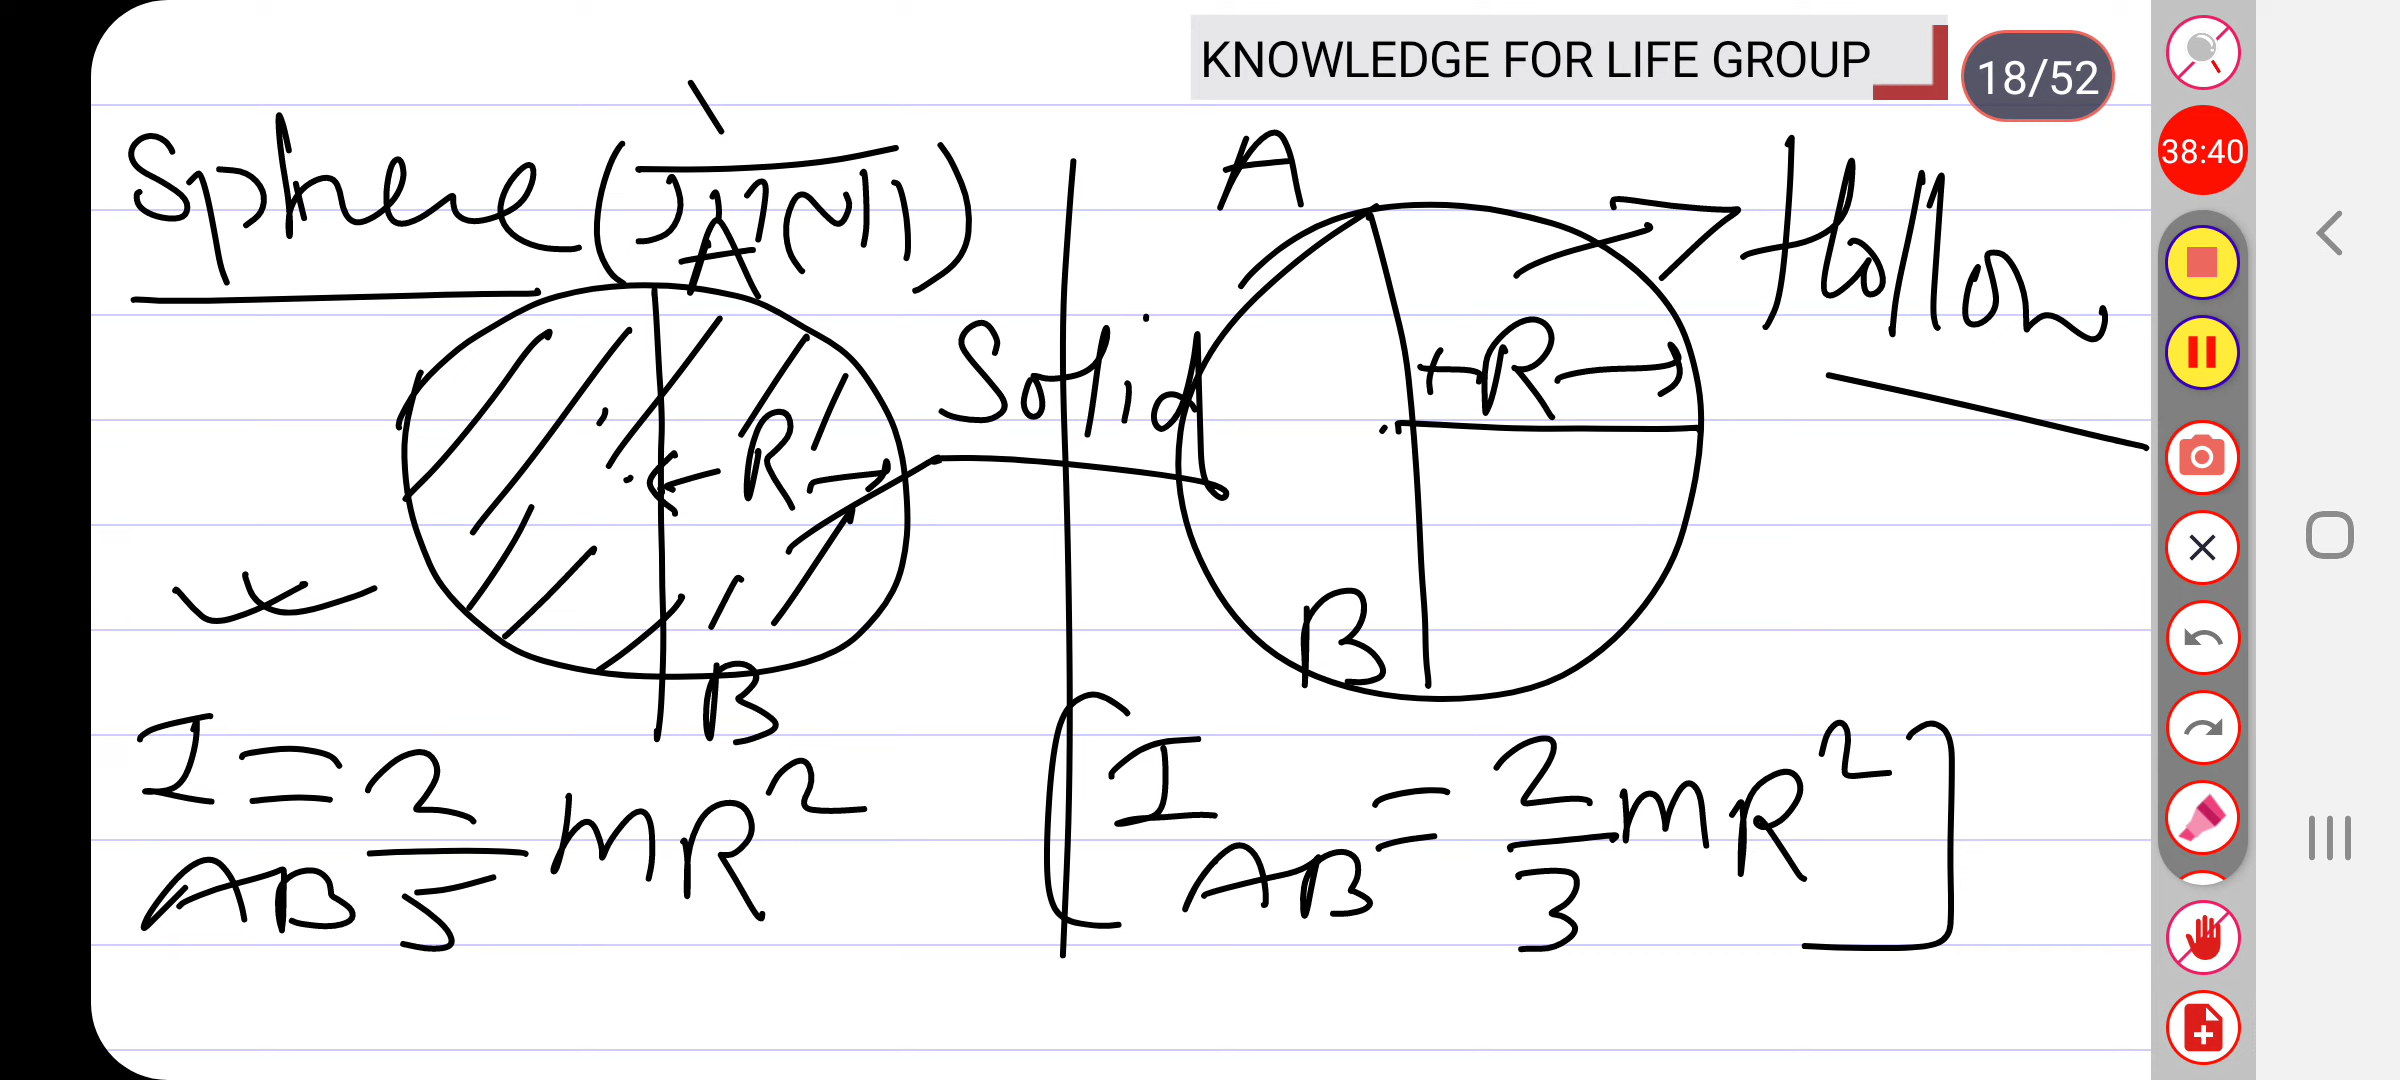 KNOWLEDGE FOR LIFE GROUP
18/52
38:40
Sphere
A
Solid
R
B
I_AB = 2/5 mR²
A
Hollow
R
B
[I_AB = 2/3 mR²]